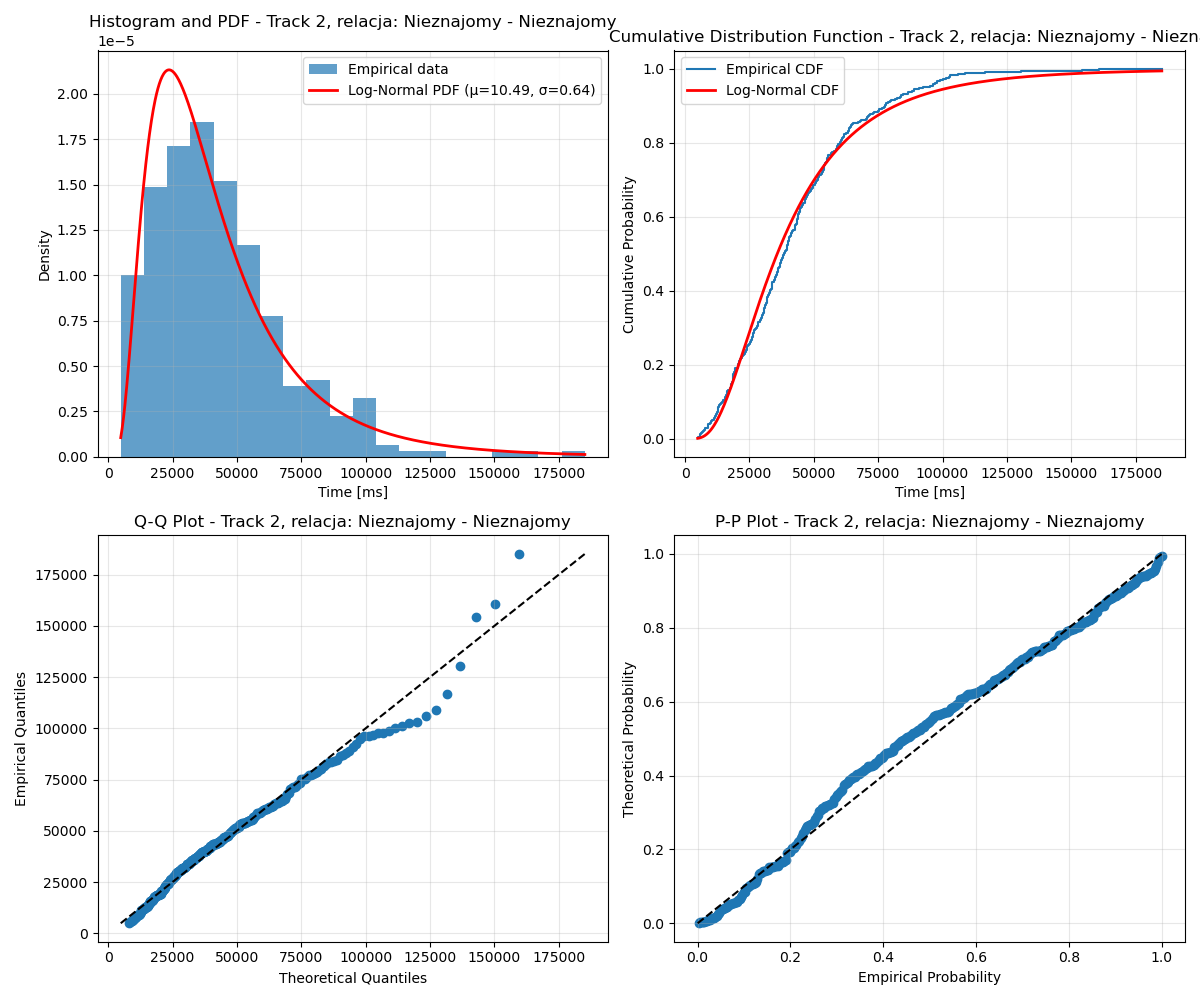 Histogram and PDF - Track 2, relacja: Nieznajomy - Nieznajomy
1e−5
Empirical data
Log-Normal PDF (μ=10.49, σ=0.64)
2.00
1.75
1.50
1.25
1.00
0.75
0.50
0.25
0.00
Density
0 25000 50000 75000 100000 125000 150000 175000
Time [ms]
Cumulative Distribution Function - Track 2, relacja: Nieznajomy - Niezn
Empirical CDF
Log-Normal CDF
1.0
0.8
0.6
0.4
0.2
0.0
Cumulative Probability
0 25000 50000 75000 100000 125000 150000 175000
Time [ms]
Q-Q Plot - Track 2, relacja: Nieznajomy - Nieznajomy
175000
150000
125000
100000
75000
50000
25000
0
Empirical Quantiles
0 25000 50000 75000 100000 125000 150000 175000
Theoretical Quantiles
P-P Plot - Track 2, relacja: Nieznajomy - Nieznajomy
1.0
0.8
0.6
0.4
0.2
0.0
Theoretical Probability
0.0 0.2 0.4 0.6 0.8 1.0
Empirical Probability